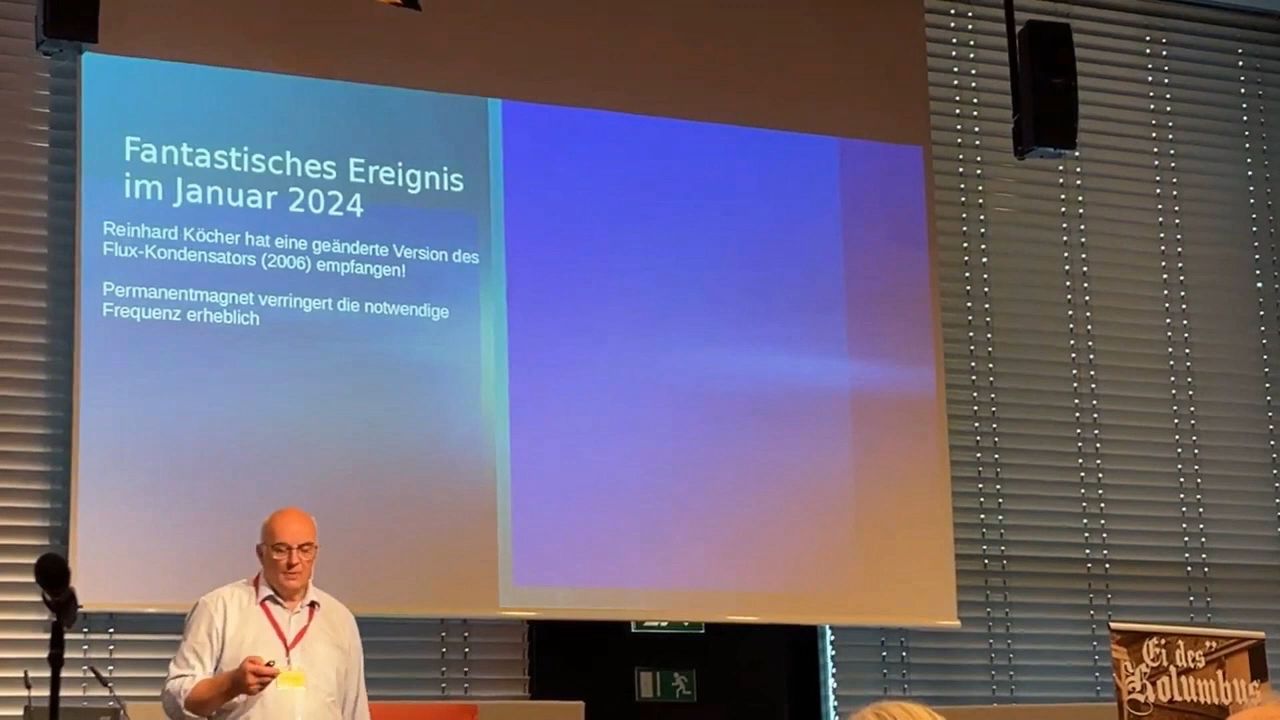 Fantastisches Ereignis
im Januar 2024
Reinhard Köcher hat eine geänderte Version des
Flux-Kondensators (2006) empfangen!
Permanentmagnet verringert die notwendige
Frequenz erheblich
Ei des"
Kolumbus